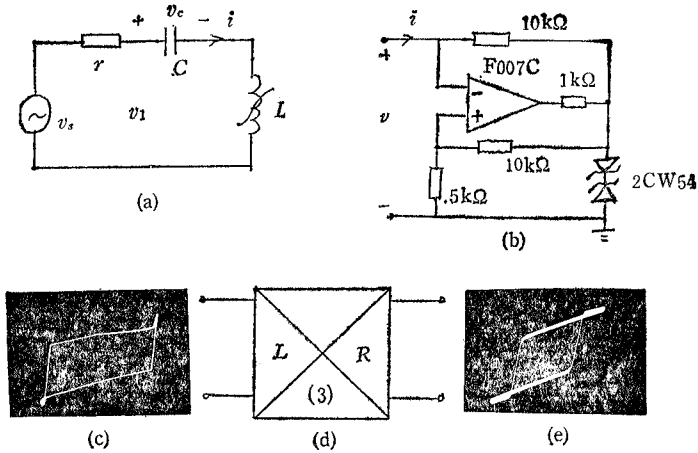 + v_c − i
r C
v_s v_1 L
(a)
i 10kΩ
+ F007C
− 1kΩ
v +
10kΩ
.5kΩ 2CW54
−
(b)
L R
(3)
(c) (d) (e)